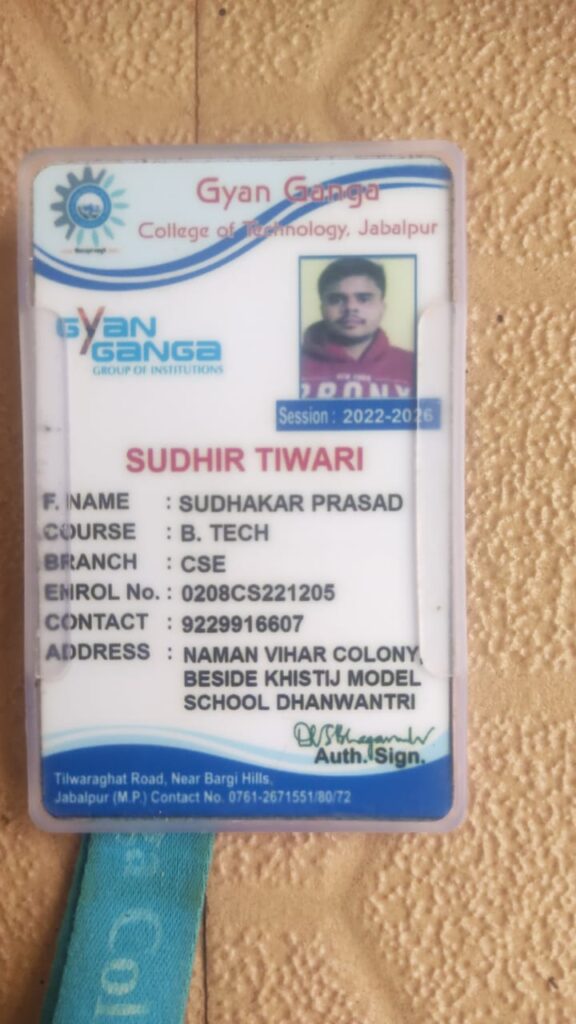 Gyan Ganga
College of Technology, Jabalpur
GYAN
GANGA
GROUP OF INSTITUTIONS
Session : 2022-2026
SUDHIR TIWARI
F. NAME : SUDHAKAR PRASAD
COURSE : B. TECH
BRANCH : CSE
ENROL No. : 0208CS221205
CONTACT : 9229916607
ADDRESS : NAMAN VIHAR COLONY,
BESIDE KHISTIJ MODEL
SCHOOL DHANWANTRI
Auth. Sign.
Tilwaraghat Road, Near Bargi Hills,
Jabalpur (M.P.) Contact No. 0761-2671551/80/72
Col